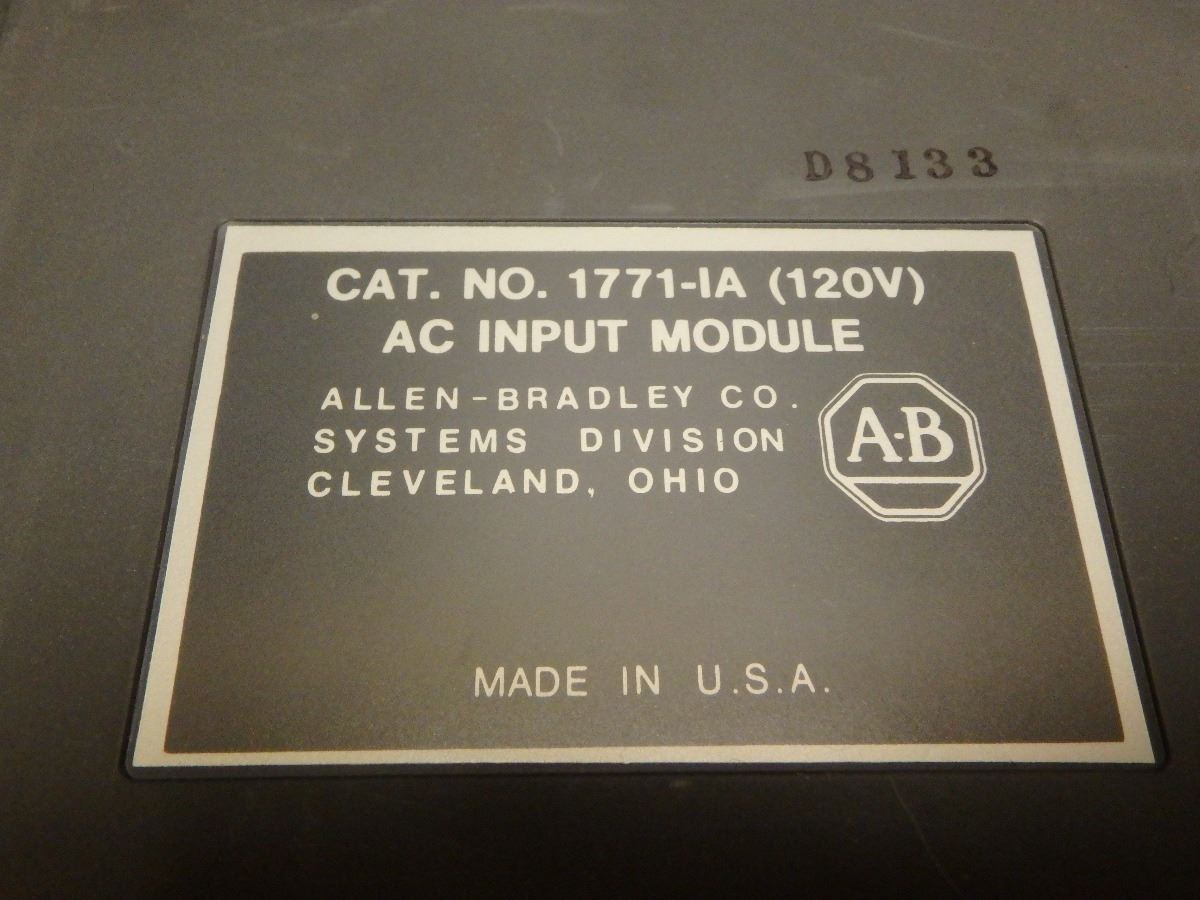 D8133
CAT. NO. 1771-IA (120V)
AC INPUT MODULE
ALLEN-BRADLEY CO.
SYSTEMS DIVISION
CLEVELAND, OHIO
A-B
MADE IN U.S.A.